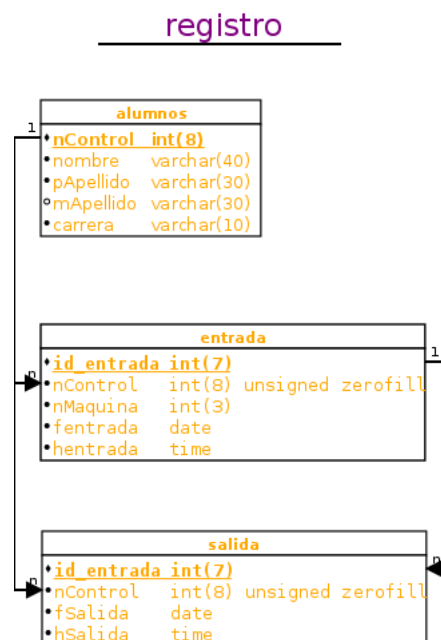 registro
alumnos
1
nControl int(8)
nombre varchar(40)
pApellido varchar(30)
mApellido varchar(30)
carrera varchar(10)
entrada
id_entrada int(7)
1
n
nControl int(8) unsigned zerofill
nMaquina int(3)
fentrada date
hentrada time
salida
id_entrada int(7)
n
n
nControl int(8) unsigned zerofill
fSalida date
hSalida time